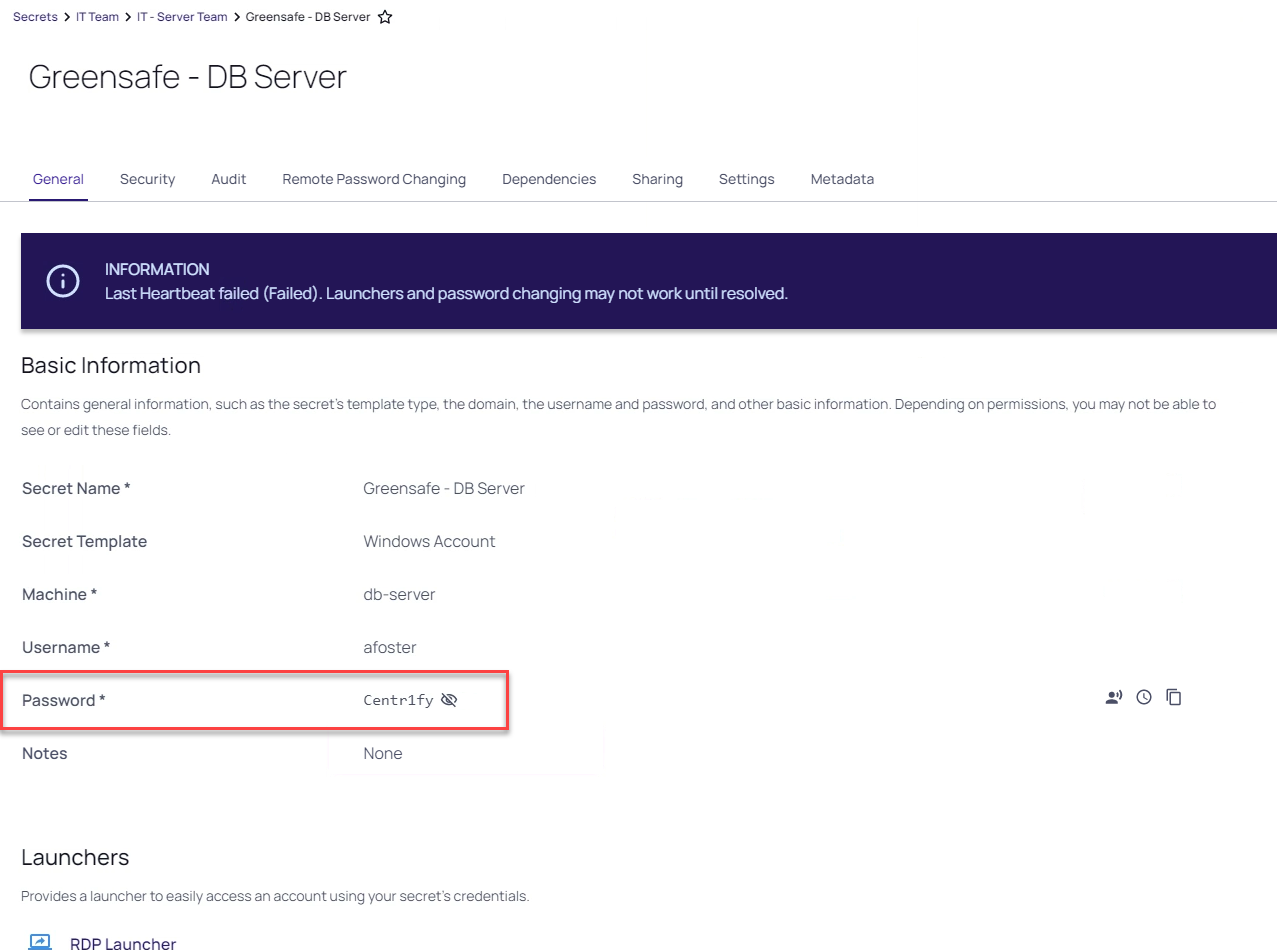 Secrets > IT Team > IT - Server Team > Greensafe - DB Server
Greensafe - DB Server
General Security Audit Remote Password Changing Dependencies Sharing Settings Metadata
INFORMATION
Last Heartbeat failed (Failed). Launchers and password changing may not work until resolved.
Basic Information
Contains general information, such as the secret's template type, the domain, the username and password, and other basic information. Depending on permissions, you may not be able to
see or edit these fields.
Secret Name * Greensafe - DB Server
Secret Template Windows Account
Machine * db-server
Username * afoster
Password * Centr1fy
Notes None
Launchers
Provides a launcher to easily access an account using your secret's credentials.
RDP Launcher